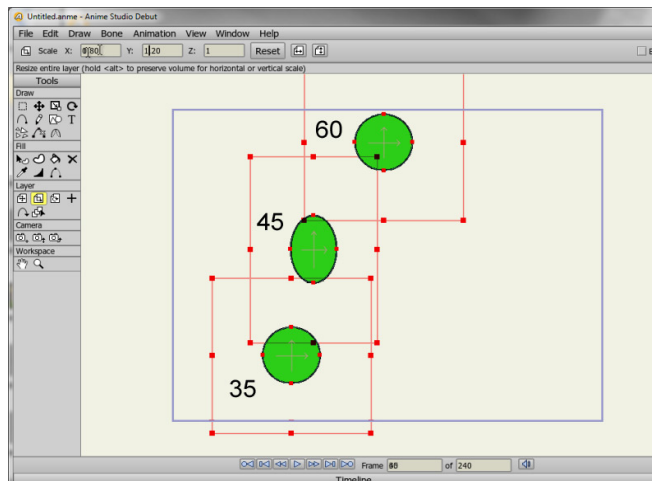 Untitled.anme - Anime Studio Debut
File Edit Draw Bone Animation View Window Help
Scale X: Y: 1.20 Z: 1 Reset
Resize entire layer (hold <alt> to preserve volume for horizontal or vertical scale)
Tools
Draw
T
Fill
Layer
Camera
Workspace
60
45
35
Frame of 240
Timeline